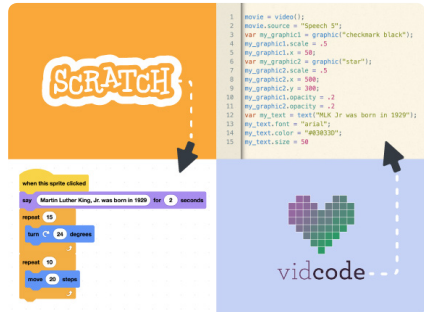 SCRATCH
1 movie = video();
2 movie.source = "Speech 5";
3 var my_graphic1 = graphic("checkmark black");
4 my_graphic1.scale = .5
5 my_graphic1.x = 50;
6 var my_graphic2 = graphic("ster");
7 my_graphic2.scale = .5
8 my_graphic2.x = 500;
9 my_graphic2.y = 300;
10 my_graphic1.opacity = .2
11 my_graphic2.opacity = .2
12 var my_text = text("MLK Jr was born in 1929");
13 my_text.font = "arial";
14 my_text.color = "#03033D";
15 my_text.size = 50
when this sprite clicked
say Martin Luther King, Jr. was born in 1929 for 2 seconds
repeat 15
turn 24 degrees
repeat 10
move 20 steps
vidcode